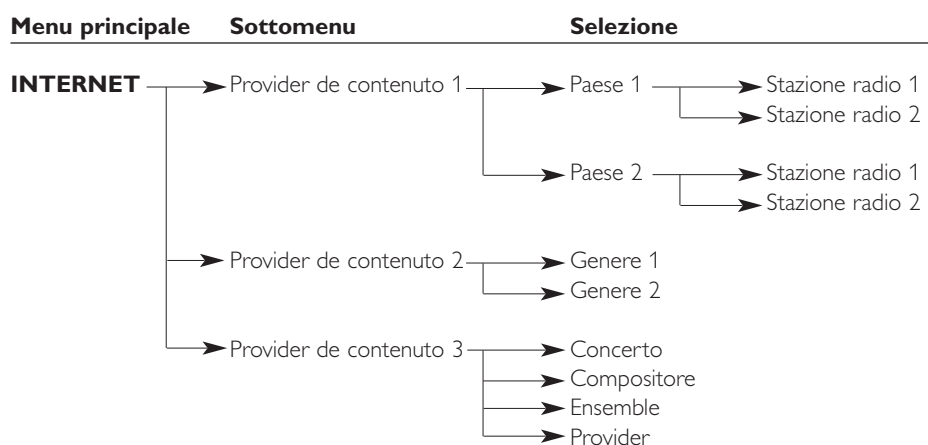 Menu principale Sottomenu Selezione
INTERNET Provider de contenuto 1 Paese 1 Stazione radio 1
Stazione radio 2
Paese 2 Stazione radio 1
Stazione radio 2
Provider de contenuto 2 Genere 1
Genere 2
Provider de contenuto 3 Concerto
Compositore
Ensemble
Provider